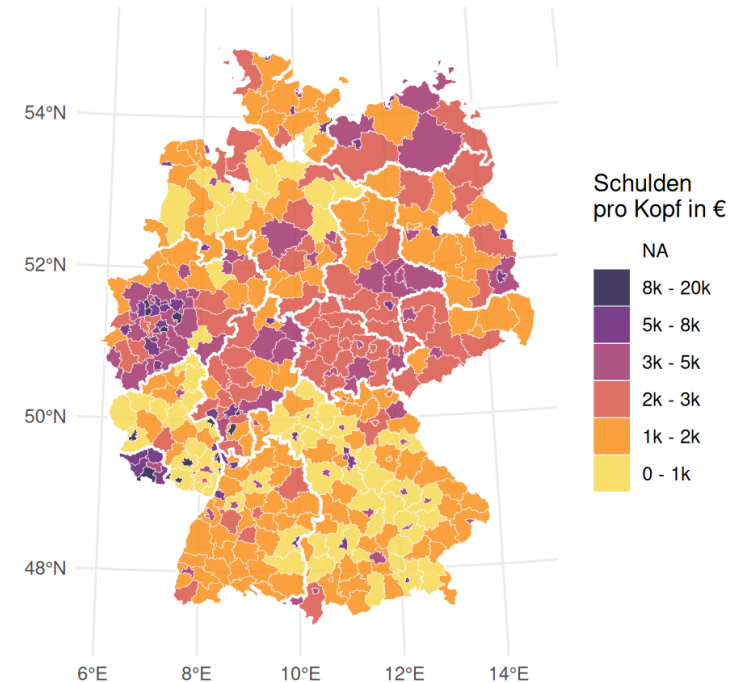 54°N
52°N
50°N
48°N
6°E
8°E
10°E
12°E
14°E
Schulden
pro Kopf in €
NA
8k - 20k
5k - 8k
3k - 5k
2k - 3k
1k - 2k
0 - 1k